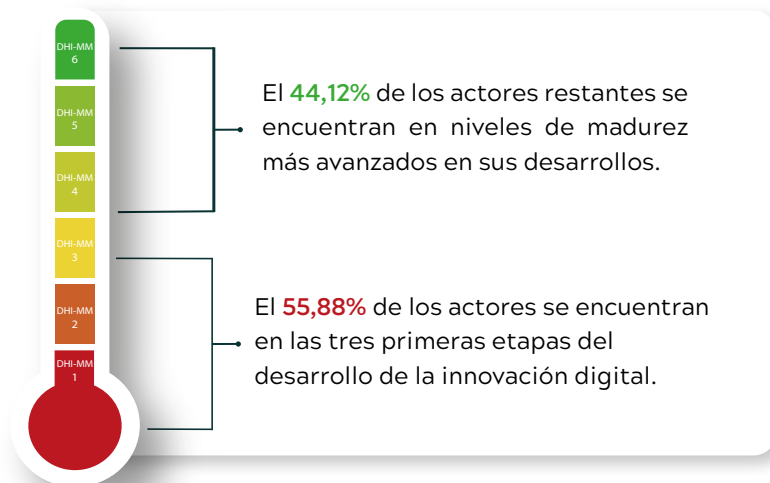 DHI-MM
6
DHI-MM
5
DHI-MM
4
DHI-MM
3
DHI-MM
2
DHI-MM
1
El 44,12% de los actores restantes se
encuentran en niveles de madurez
más avanzados en sus desarrollos.
El 55,88% de los actores se encuentran
en las tres primeras etapas del
desarrollo de la innovación digital.